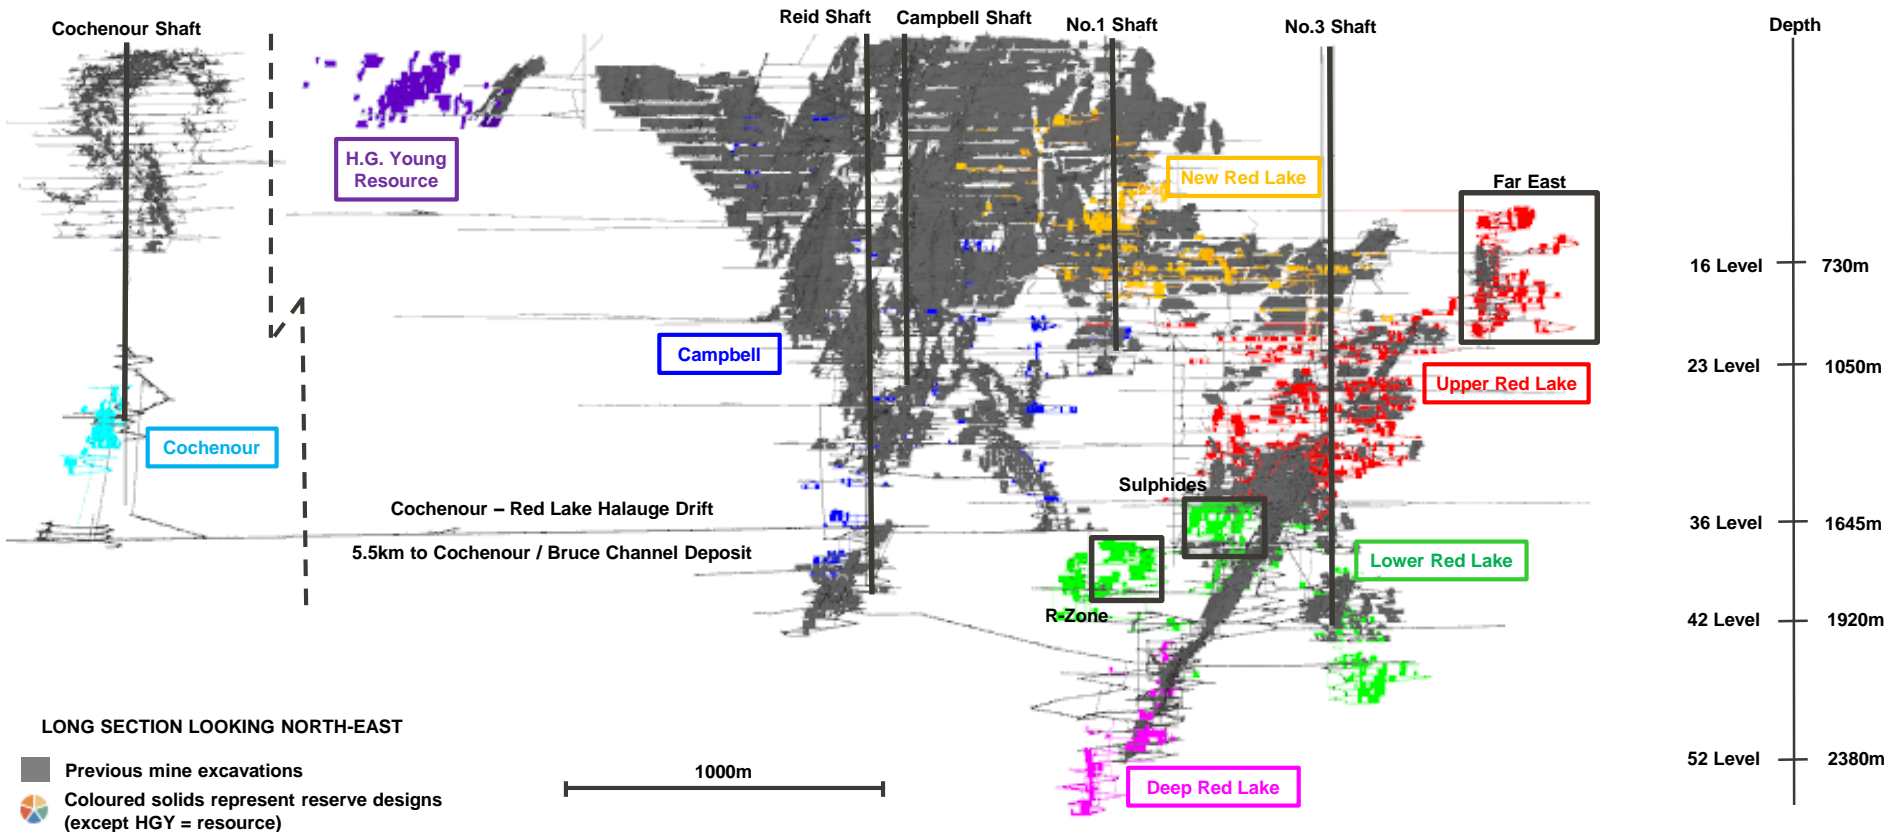 Cochenour Shaft
Reid Shaft
Campbell Shaft
No.1 Shaft
No.3 Shaft
Depth
H.G. Young
Resource
New Red Lake
Far East
16 Level
730m
Campbell
23 Level
1050m
Upper Red Lake
Cochenour
Sulphides
Cochenour – Red Lake Halauge Drift
36 Level
1645m
5.5km to Cochenour / Bruce Channel Deposit
Lower Red Lake
R-Zone
42 Level
1920m
LONG SECTION LOOKING NORTH-EAST
52 Level
2380m
Previous mine excavations
1000m
Deep Red Lake
Coloured solids represent reserve designs
(except HGY = resource)